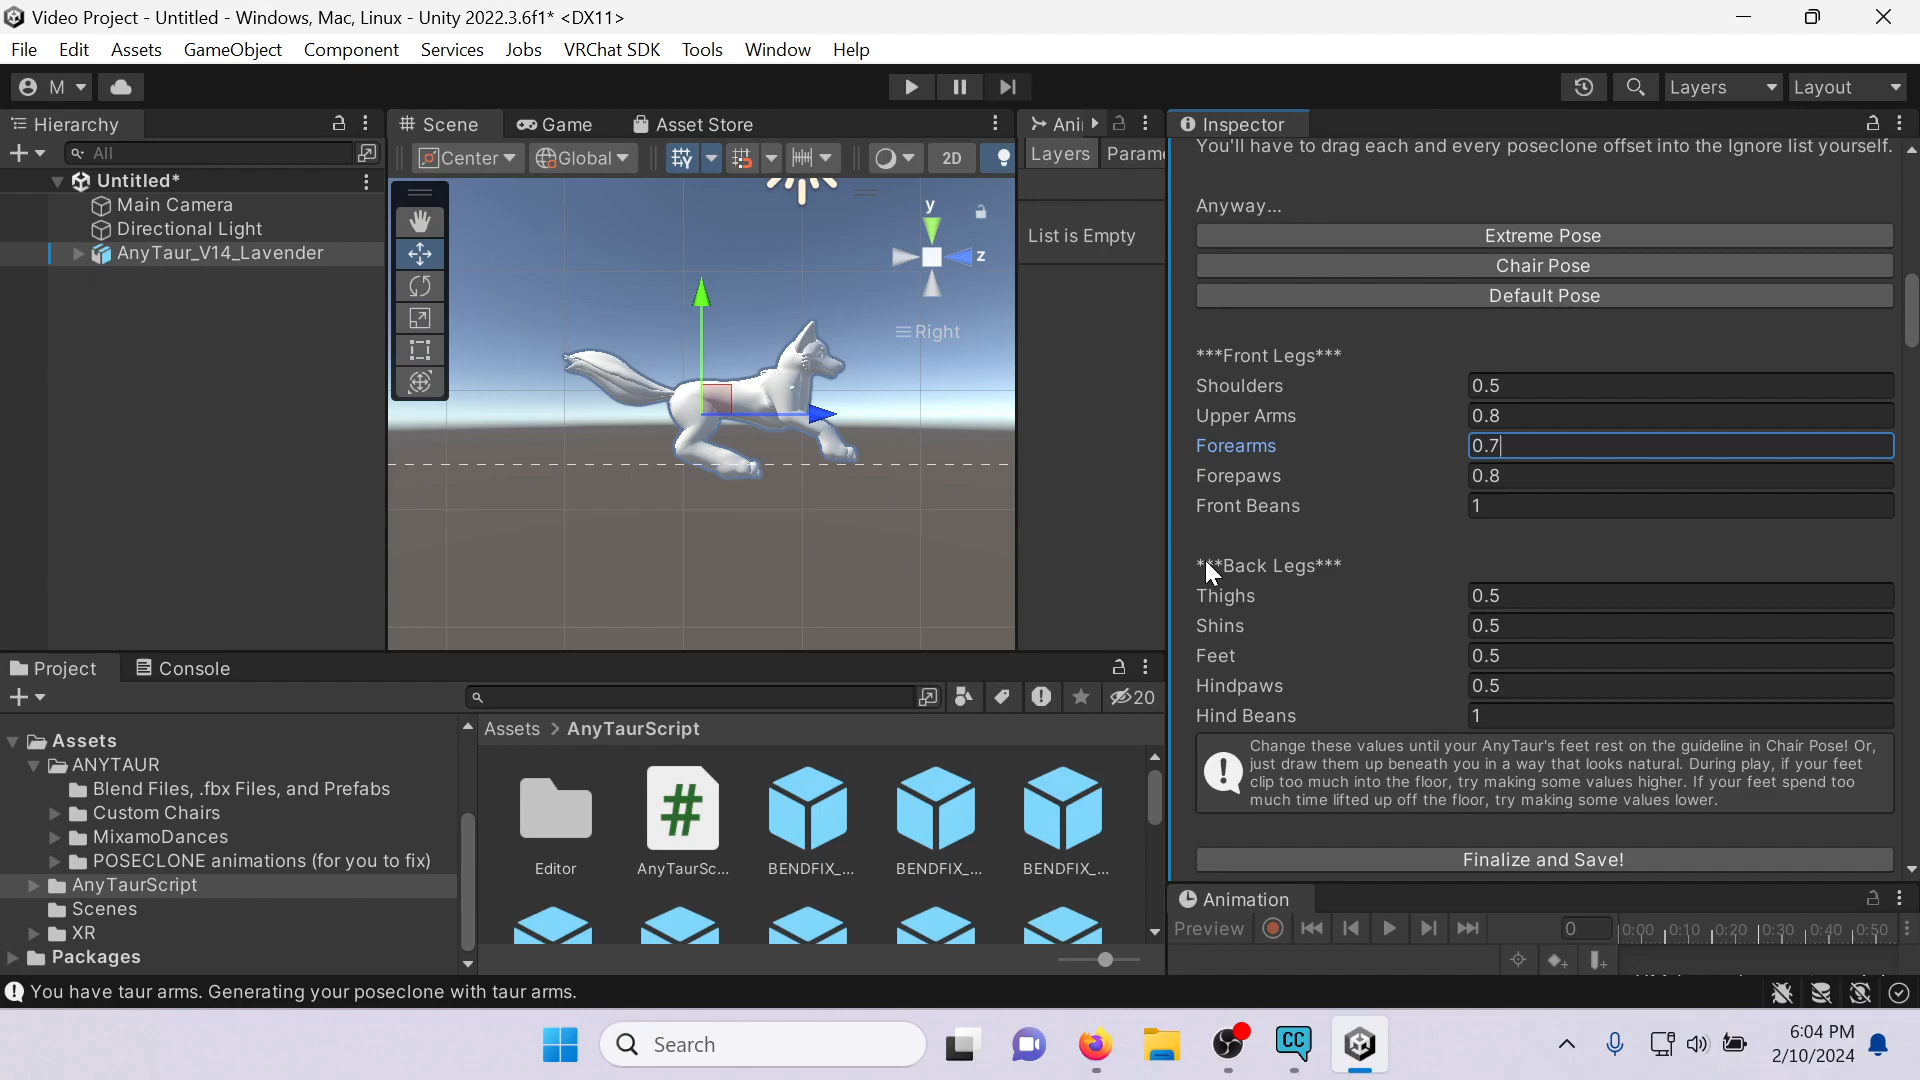 Video Project - Untitled - Windows, Mac, Linux - Unity 2022.3.6f1* <DX11>
File Edit Assets GameObject Component Services Jobs VRChat SDK Tools Window Help
M Layers Layout
Hierarchy
All
Untitled*
Main Camera
Directional Light
AnyTaur_V14_Lavender
Scene Game Asset Store
Center Global 2D
y
z
Right
Ani
Layers Param
List is Empty
Inspector
You'll have to drag each and every poseclone offset into the Ignore list yourself.
Anyway...
Extreme Pose
Chair Pose
Default Pose
***Front Legs***
Shoulders 0.5
Upper Arms 0.8
Forearms 0.7
Forepaws 0.8
Front Beans 1
***Back Legs***
Thighs 0.5
Shins 0.5
Feet 0.5
Hindpaws 0.5
Hind Beans 1
Change these values until your AnyTaur's feet rest on the guideline in Chair Pose! Or,
just draw them up beneath you in a way that looks natural. During play, if your feet
clip too much into the floor, try making some values higher. If your feet spend too
much time lifted up off the floor, try making some values lower.
Finalize and Save!
Project Console
20
Assets
ANYTAUR
Blend Files, .fbx Files, and Prefabs
Custom Chairs
MixamoDances
POSECLONE animations (for you to fix)
AnyTaurScript
Scenes
XR
Packages
Assets > AnyTaurScript
Editor AnyTaurSc... BENDFIX_... BENDFIX_... BENDFIX_...
Animation
Preview 0 0:00 0:10 0:20 0:30 0:40 0:50
You have taur arms. Generating your poseclone with taur arms.
Search
CC
6:04 PM
2/10/2024